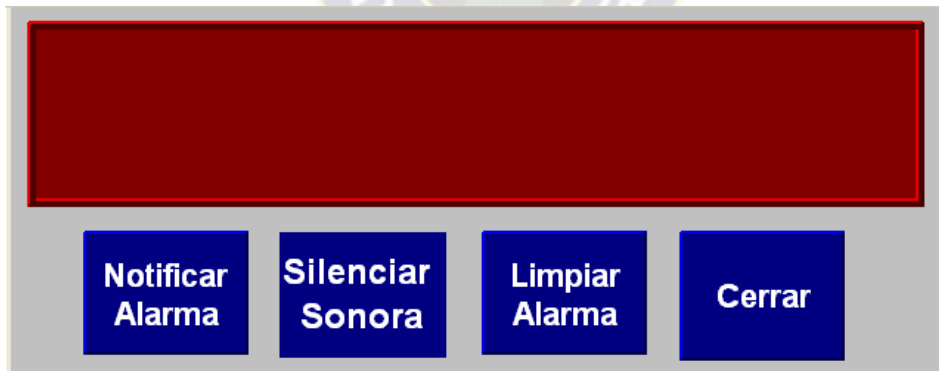 Notificar
Alarma
Silenciar
Sonora
Limpiar
Alarma
Cerrar